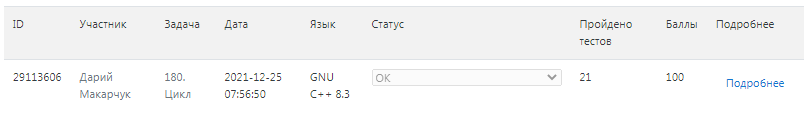 ID Участник Задача Дата Язык Статус Пройдено тестов Баллы Подробнее
29113606 Дарий Макарчук 180. Цикл 2021-12-25 07:56:50 GNU C++ 8.3 OK 21 100 Подробнее